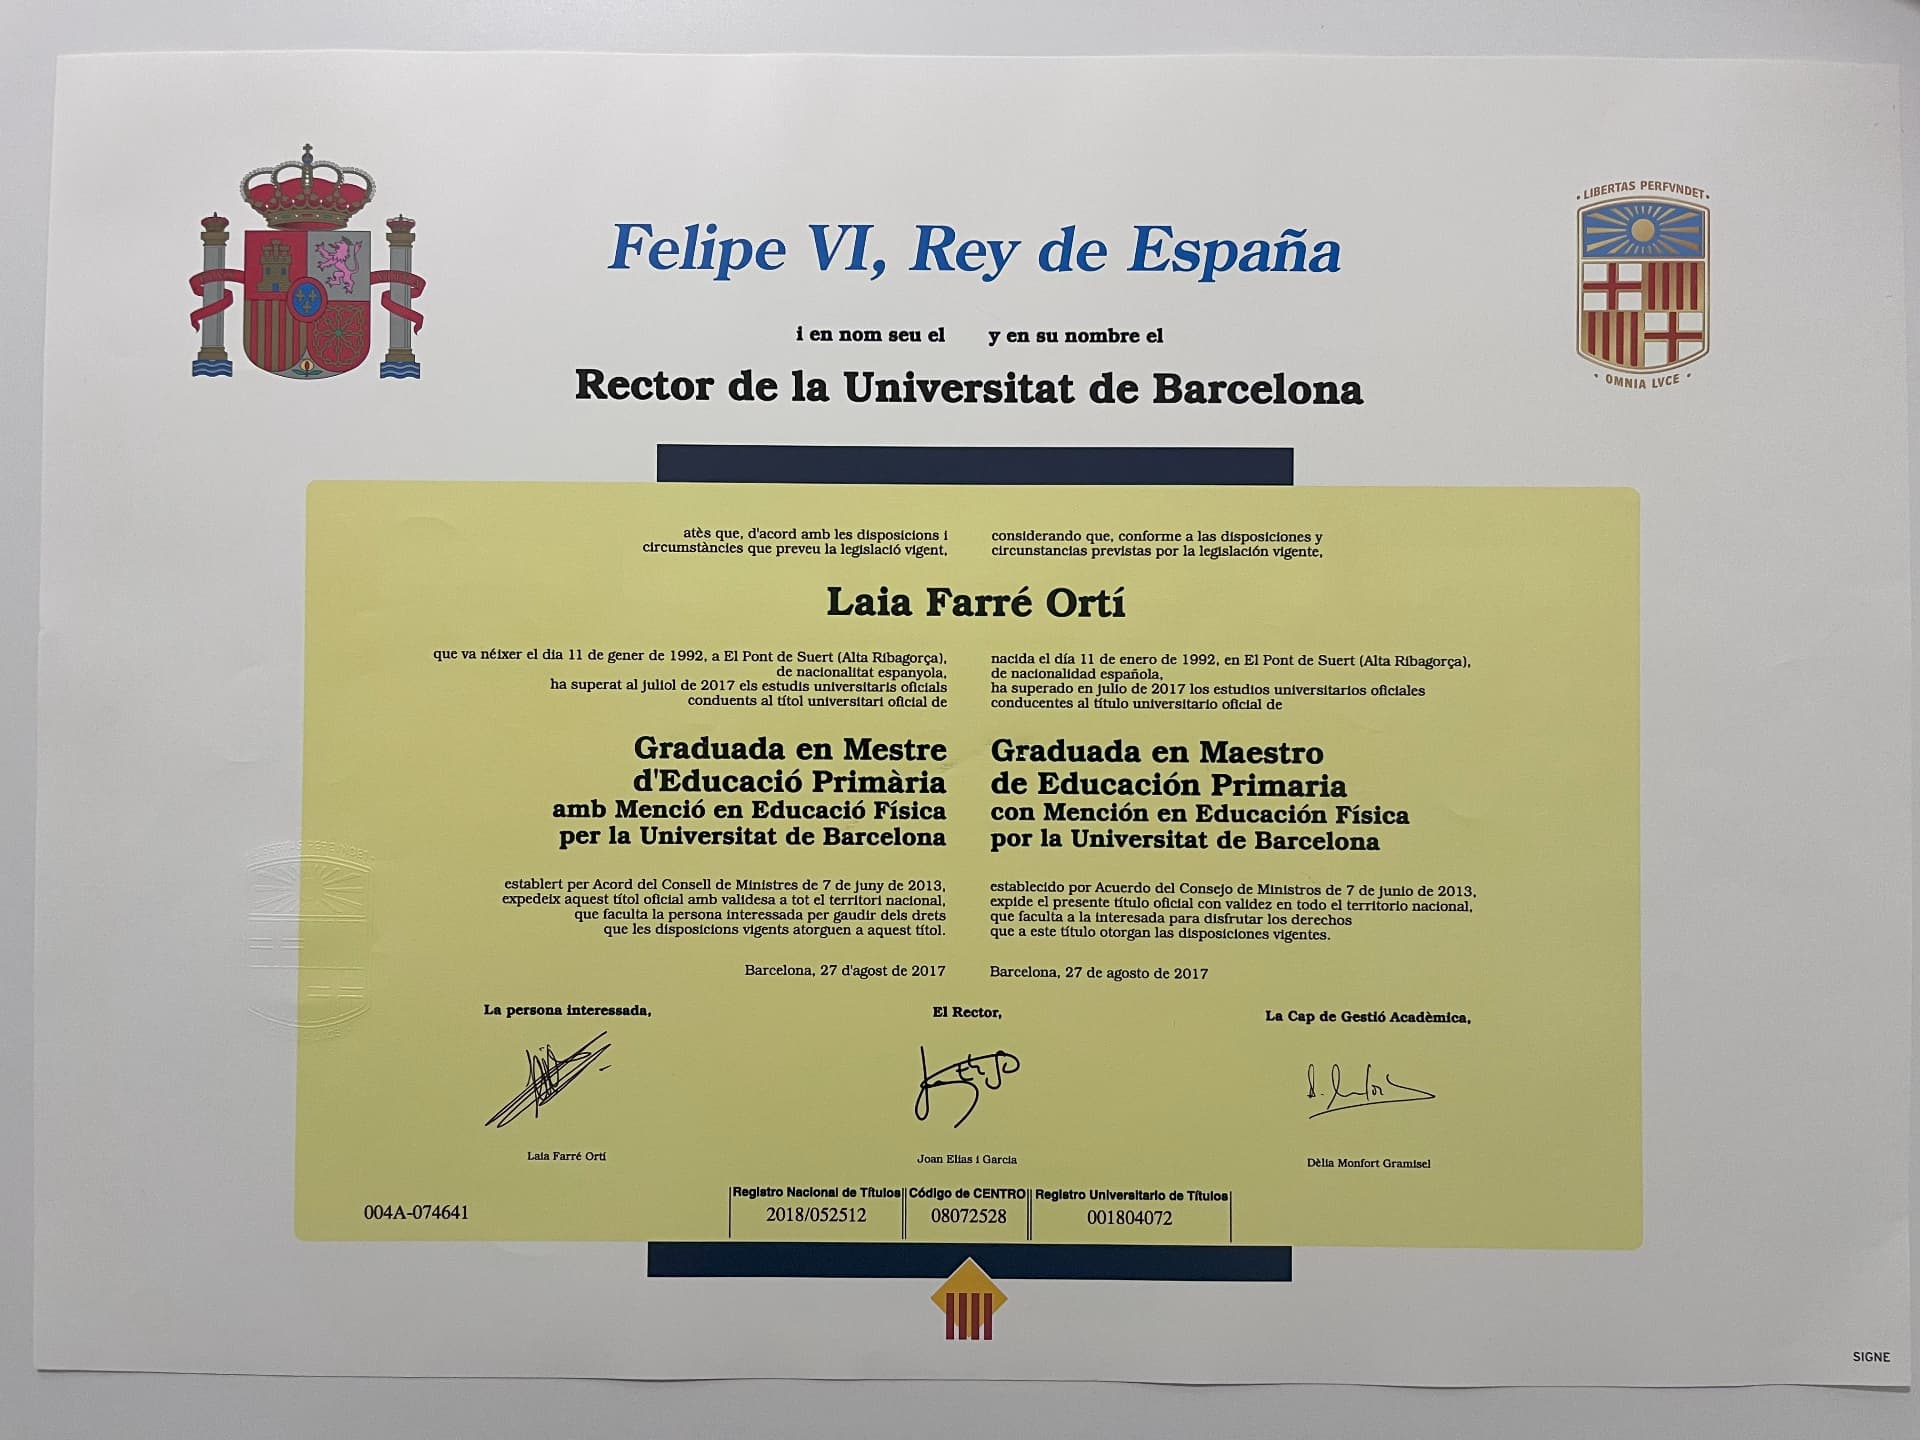 LIBERTAS PERFVNDET
OMNIA LVCE
Felipe VI, Rey de España
i en nom seu el
y en su nombre el
Rector de la Universitat de Barcelona
atès que, d'acord amb les disposicions i
circumstàncies que preveu la legislació vigent,
considerando que, conforme a las disposiciones y
circunstancias previstas por la legislación vigente,
Laia Farré Ortí
que va néixer el dia 11 de gener de 1992, a El Pont de Suert (Alta Ribagorça),
de nacionalitat espanyola,
ha superat al juliol de 2017 els estudis universitaris oficials
conduents al títol universitari oficial de
nacida el día 11 de enero de 1992, en El Pont de Suert (Alta Ribagorça),
de nacionalidad española,
ha superado en julio de 2017 los estudios universitarios oficiales
conducentes al título universitario oficial de
Graduada en Mestre
d'Educació Primària
amb Menció en Educació Física
per la Universitat de Barcelona
Graduada en Maestro
de Educación Primaria
con Mención en Educación Física
por la Universitat de Barcelona
establert per Acord del Consell de Ministres de 7 de juny de 2013,
expedeix aquest títol oficial amb validesa a tot el territori nacional,
que faculta la persona interessada per gaudir dels drets
que les disposicions vigents atorguen a aquest títol.
establecido por Acuerdo del Consejo de Ministros de 7 de junio de 2013,
expide el presente título oficial con validez en todo el territorio nacional,
que faculta a la interesada para disfrutar los derechos
que a este título otorgan las disposiciones vigentes.
Barcelona, 27 d'agost de 2017
Barcelona, 27 de agosto de 2017
La persona interessada,
El Rector,
La Cap de Gestió Acadèmica,
Laia Farré Ortí
Joan Elias i Garcia
Dèlia Monfort Gramisel
004A-074641
Registro Nacional de Títulos
2018/052512
Código de CENTRO
08072528
Registro Universitario de Títulos
001804072
SIGNE